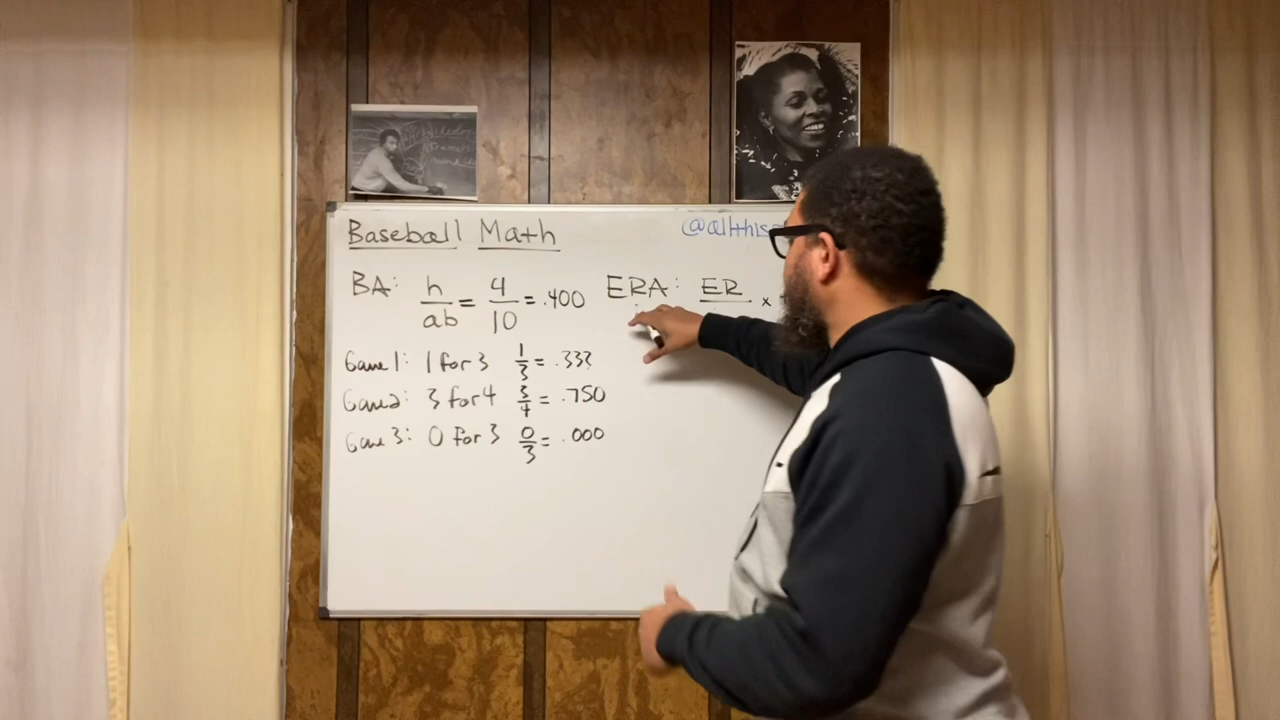 Baseball Math
@allthis
BA: h/ab = 4/10 = .400
ERA: ER ×
Game 1: 1 for 3 1/3 = .333
Game 2: 3 for 4 3/4 = .750
Game 3: 0 for 3 0/3 = .000